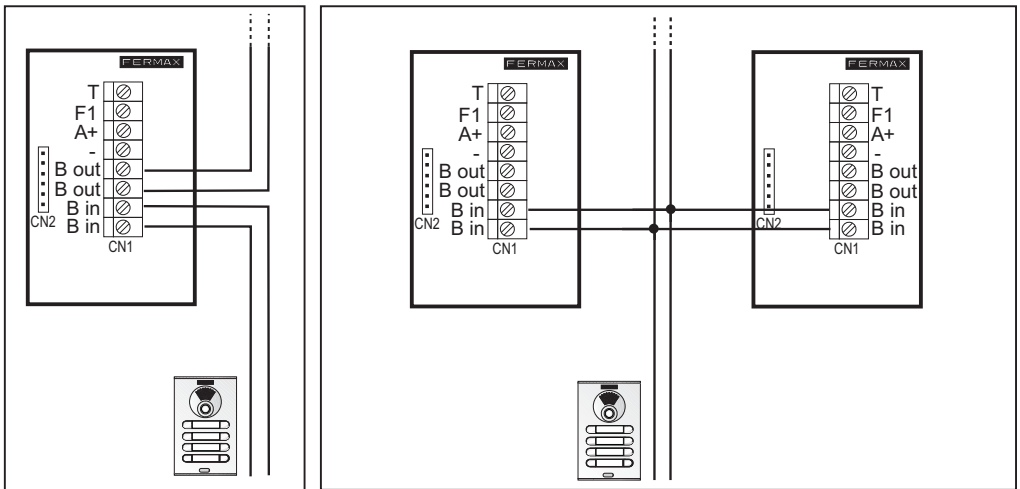 FERMAX
T
F1
A+
-
B out
B out
B in
B in
CN2
CN1
FERMAX
T
F1
A+
-
B out
B out
B in
B in
CN2
CN1
FERMAX
T
F1
A+
-
B out
B out
B in
B in
CN2
CN1